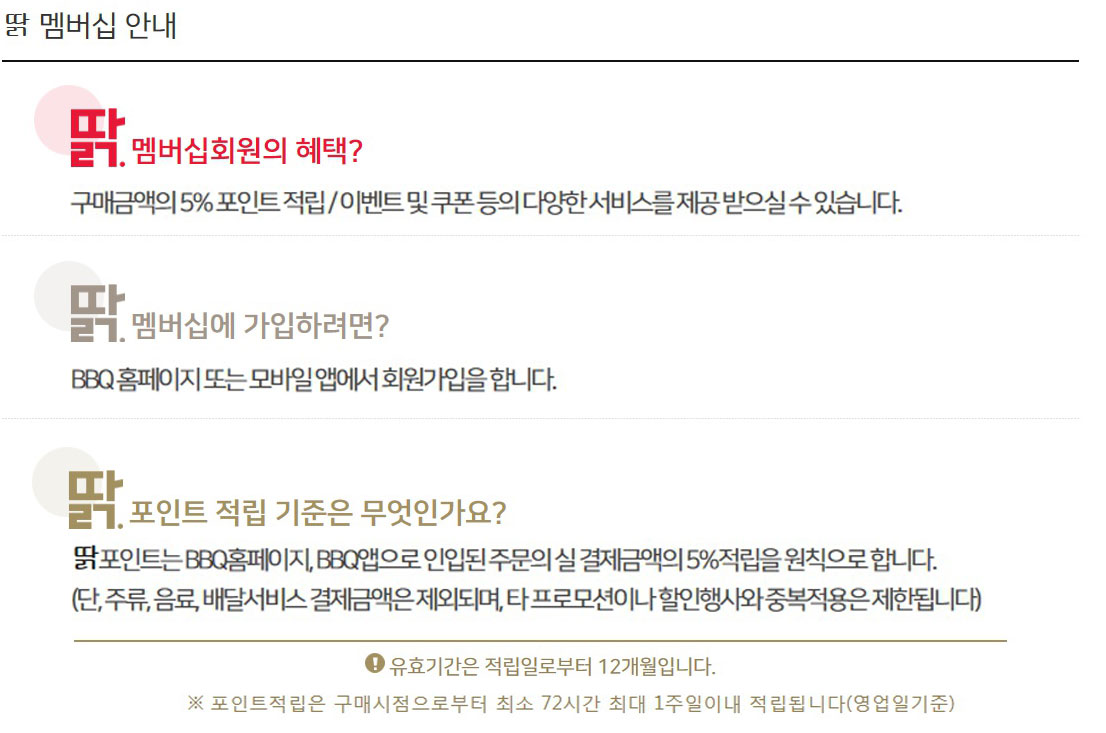 딹 멤버십 안내
딹. 멤버십회원의 혜택?
구매금액의 5% 포인트 적립 / 이벤트 및 쿠폰 등의 다양한 서비스를 제공 받으실 수 있습니다.
딹. 멤버십에 가입하려면?
BBQ 홈페이지 또는 모바일 앱에서 회원가입을 합니다.
딹. 포인트 적립 기준은 무엇인가요?
딹포인트는 BBQ홈페이지, BBQ앱으로 인입된 주문의 실 결제금액의 5%적립을 원칙으로 합니다.
(단, 주류, 음료, 배달서비스 결제금액은 제외되며, 타 프로모션이나 할인행사와 중복적용은 제한됩니다)
유효기간은 적립일로부터 12개월입니다.
※ 포인트적립은 구매시점으로부터 최소 72시간 최대 1주일이내 적립됩니다(영업일기준)